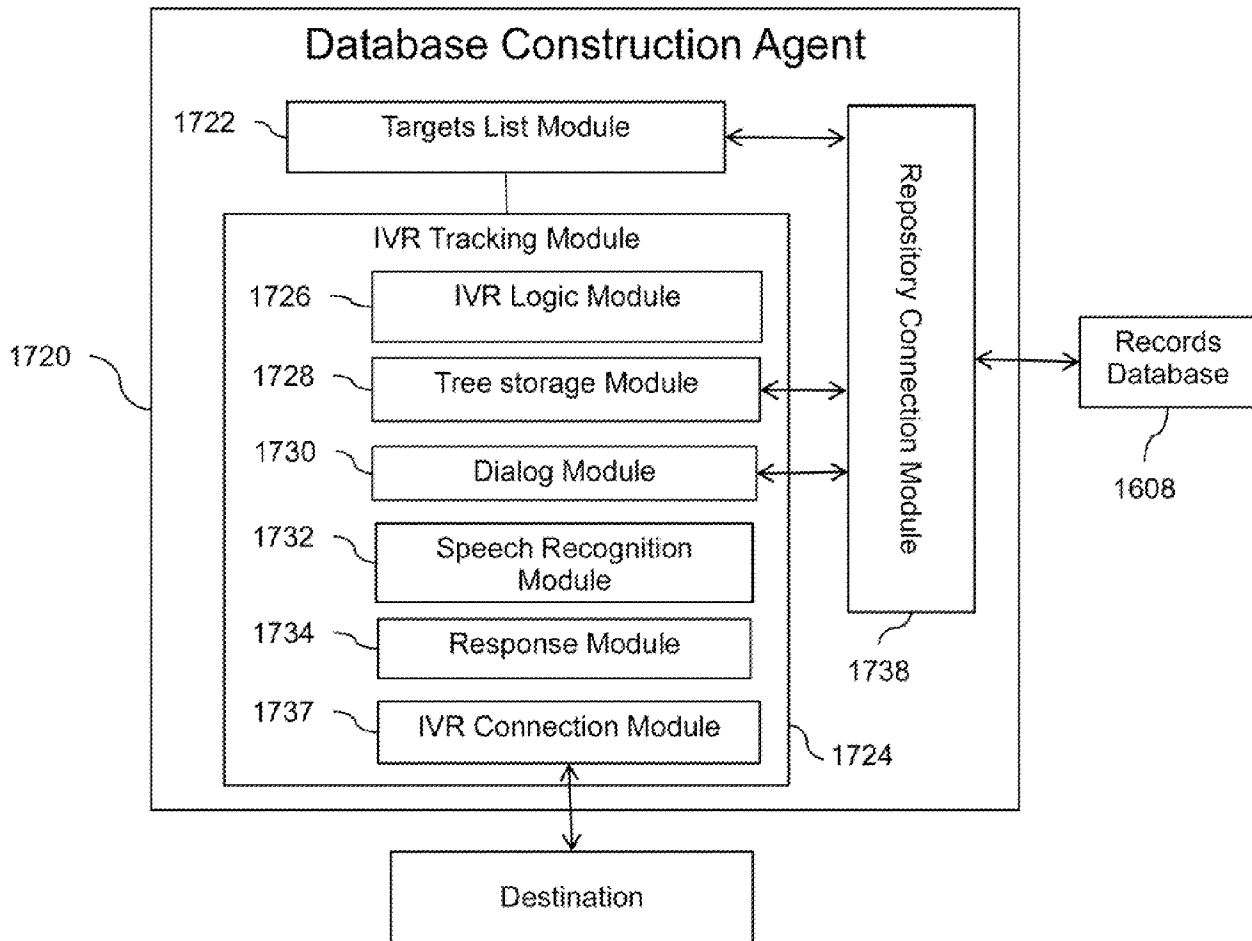 Database Construction Agent
1722
Targets List Module
IVR Tracking Module
1726
IVR Logic Module
1720
1728
Tree storage Module
1730
Dialog Module
1732
Speech Recognition
Module
1734
Response Module
1737
IVR Connection Module
1724
Repository Connection Module
1738
Records
Database
1608
Destination